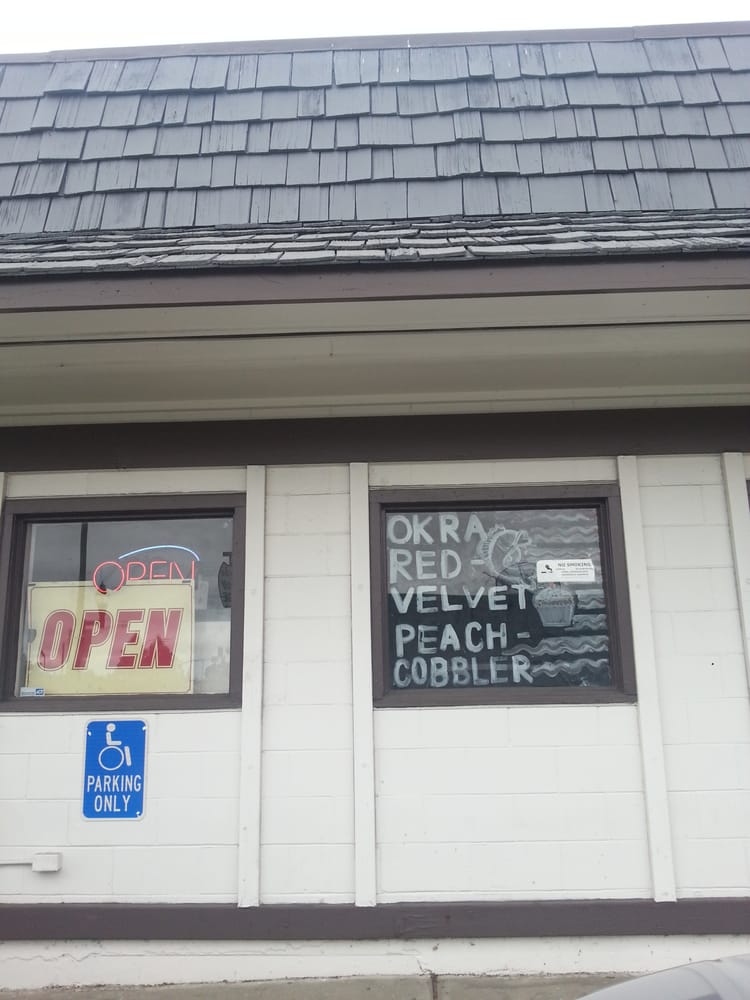 OPEN
OPEN
PARKING
ONLY
OKRA
RED-
VELVET
PEACH-
COBBLER
NO SMOKING